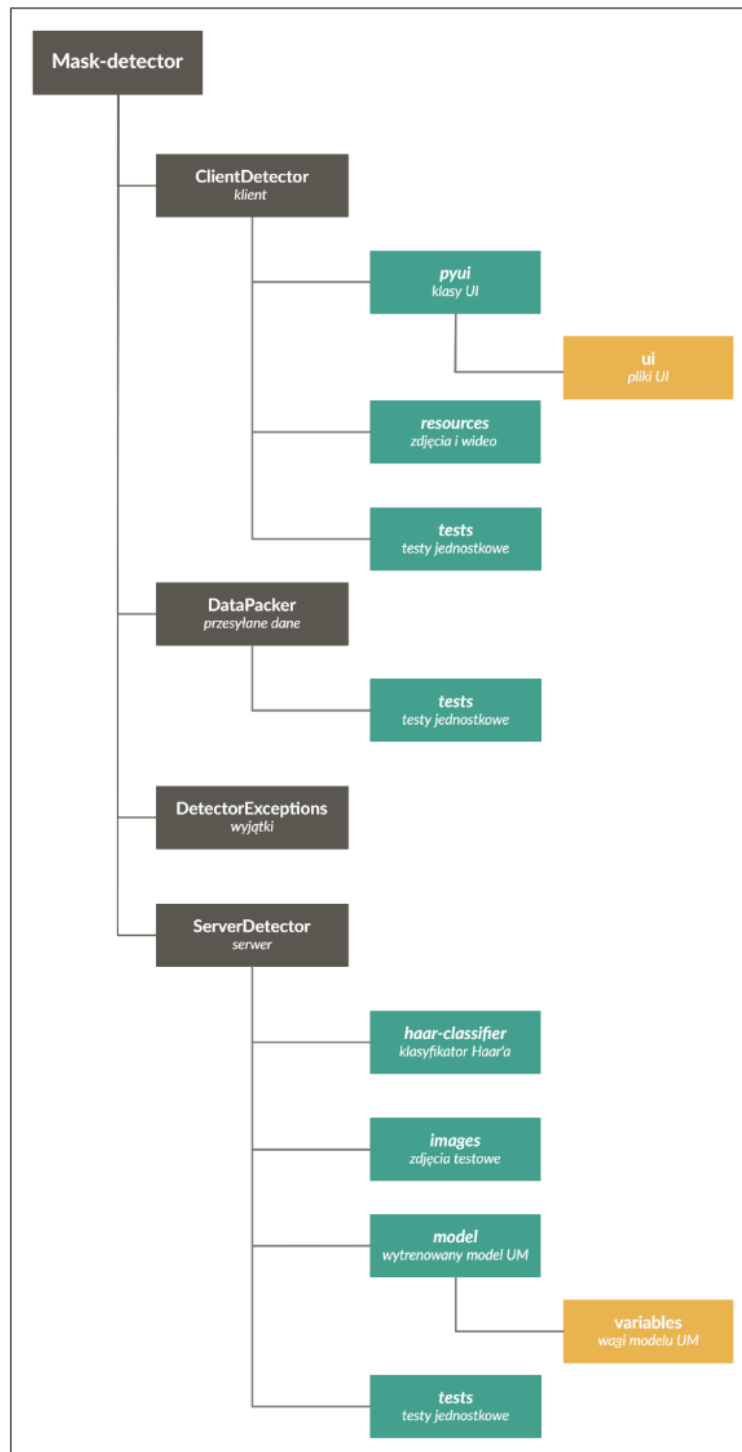 Mask-detector
ClientDetector
klient
pyui
klasy UI
ui
pliki UI
resources
zdjęcia i wideo
tests
testy jednostkowe
DataPacker
przesyłane dane
tests
testy jednostkowe
DetectorExceptions
wyjątki
ServerDetector
serwer
haar-classifier
klasyfikator Haar'a
images
zdjęcia testowe
model
wytrenowany model UM
variables
wagi modelu UM
tests
testy jednostkowe